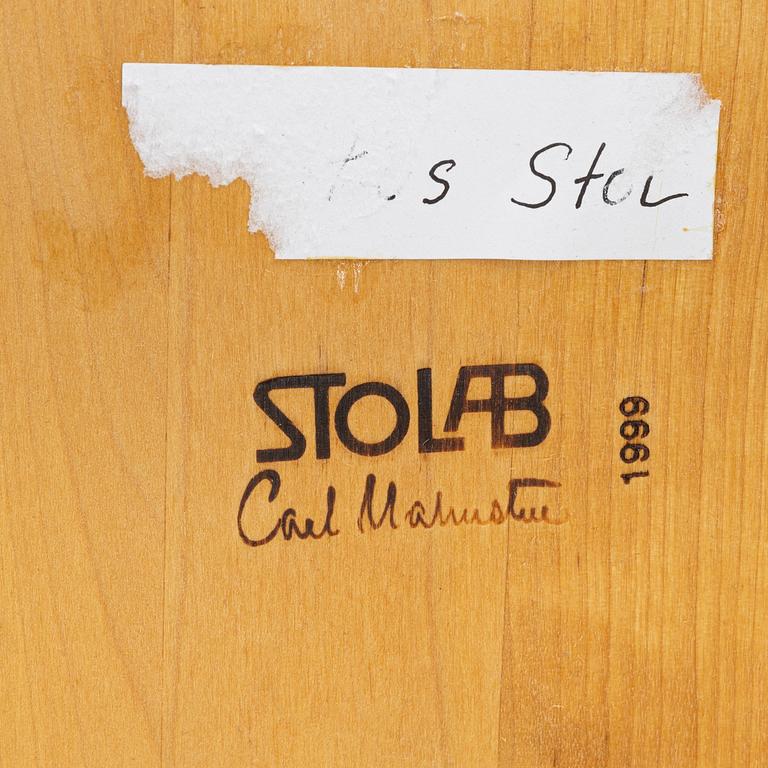 s Stol
STOLAB
Carl Malmsten
1999